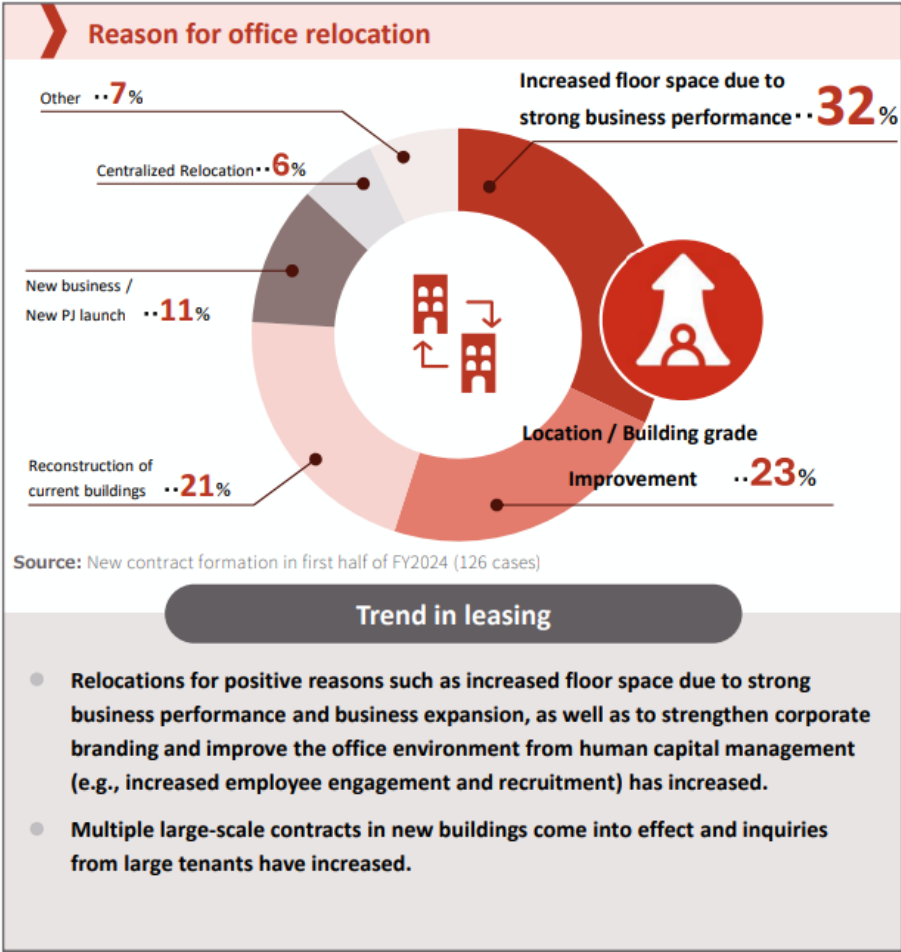 Reason for office relocation
Increased floor space due to
strong business performance‥32%
Other ‥7%
Centralized Relocation‥6%
New business /
New PJ launch ‥11%
Reconstruction of
current buildings ‥21%
Location / Building grade
Improvement ‥23%
Source: New contract formation in first half of FY2024 (126 cases)
Trend in leasing
Relocations for positive reasons such as increased floor space due to strong
business performance and business expansion, as well as to strengthen corporate
branding and improve the office environment from human capital management
(e.g., increased employee engagement and recruitment) has increased.
Multiple large-scale contracts in new buildings come into effect and inquiries
from large tenants have increased.